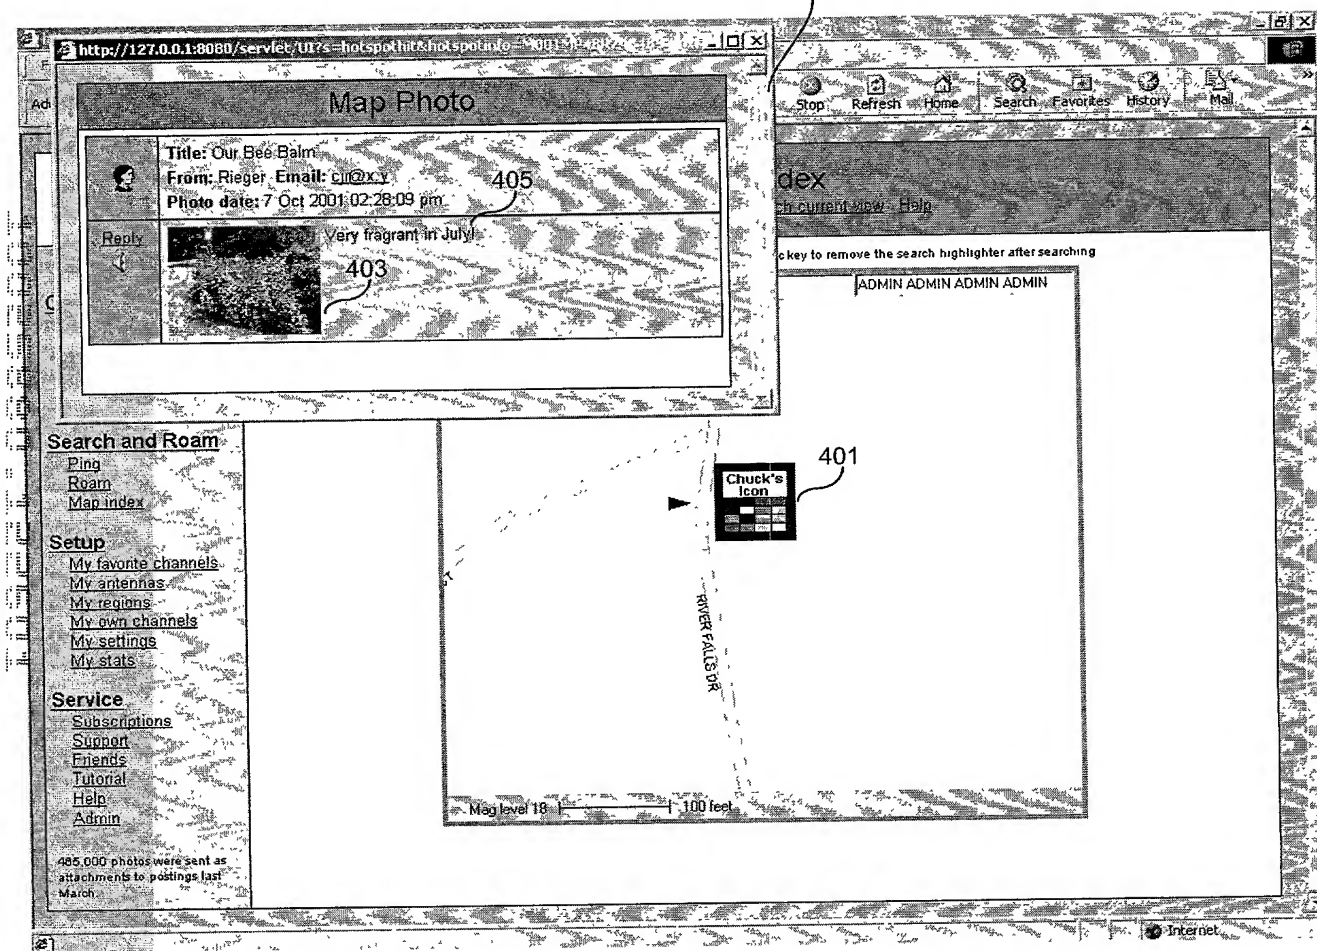 http://127.0.0.1:8080/servlet/UI?s=hotspothit&hotspotinfo=
Map Photo
Title: Our Bee Balm
From: Rieger Email: cjr@x.y
Photo date: 7 Oct 2001 02:28:09 pm
405
Reply
Very fragrant in July!
403
Stop
Refresh
Home
Search
Favorites
History
Mail
Ad
dex
ch current view
Help
c key to remove the search highlighter after searching
ADMIN ADMIN ADMIN ADMIN
401
Chuck's
Icon
RIVER FALLS DR
Mag level 18
100 feet
Search and Roam
Ping
Roam
Map index
Setup
My favorite channels
My antennas
My regions
My own channels
My settings
My stats
Service
Subscriptions
Support
Friends
Tutorial
Help
Admin
485,000 photos were sent as
attachments to postings last
March
Internet